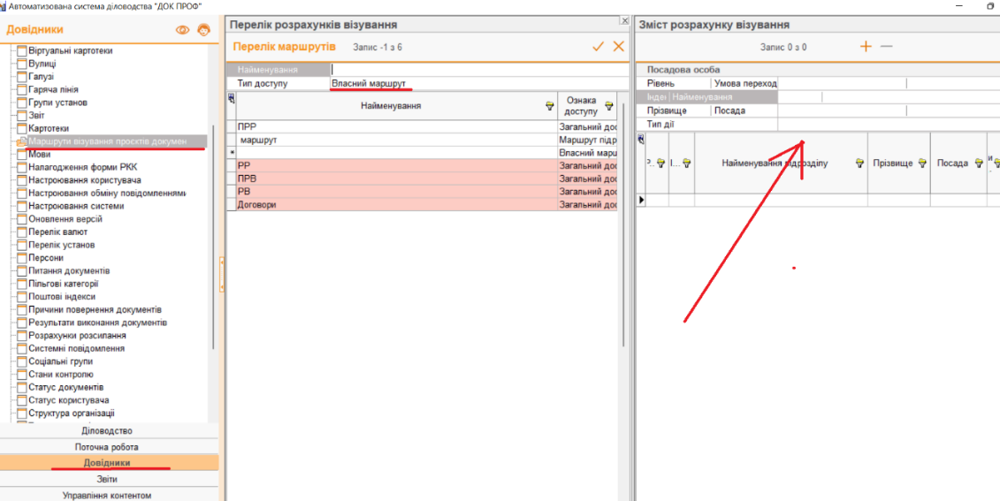 Автоматизована система діловодства "ДОК ПРОФ"
Довідники
Віртуальні картотеки
Вулиці
Галузі
Гаряча лінія
Групи установ
Звіт
Картотеки
Маршрути візування проєктів докумен
Мови
Налагодження форми РКК
Настроювання користувача
Настроювання обміну повідомленнями
Настроювання системи
Оновлення версій
Перелік валют
Перелік установ
Персони
Питання документів
Пільгові категорії
Поштові індекси
Причини повернення документів
Результати виконання документів
Розрахунки розсилання
Системні повідомлення
Соціальні групи
Стани контролю
Статус документів
Статус користувача
Структура організації
Діловодство
Поточна робота
Довідники
Звіти
Управління контентом
Перелік розрахунків візування
Перелік маршрутів Запис -1 з 6
Найменування
Тип доступу Власний маршрут
Найменування Ознака доступу
ПРР Загальний дос
маршрут Маршрут підр
Власний марш
РР Загальний дос
ПРВ Загальний дос
РВ Загальний дос
Договори Загальний дос
Зміст розрахунку візування
Запис 0 з 0
Посадова особа
Рівень Умова переход
Індек Найменування
Прізвище Посада
Тип дії
Р.. І... Найменування підрозділу Прізвище Посада